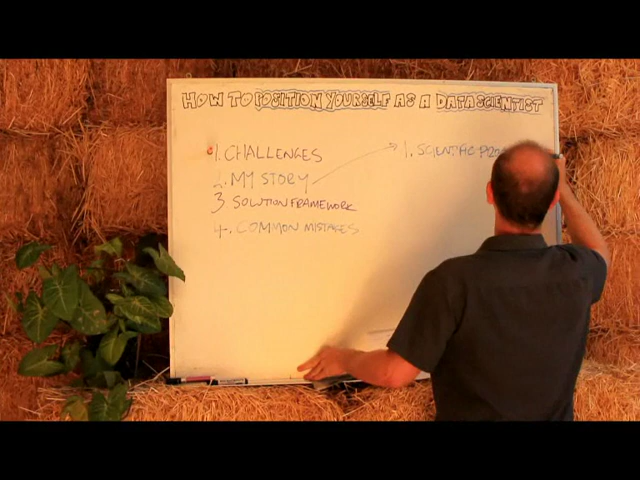 HOW TO POSITION YOURSELF AS A DATA SCIENTIST
1. CHALLENGES
2. MY STORY
3 SOLUTION FRAMEWORK
4. COMMON MISTAKES
1. SCIENTIFIC